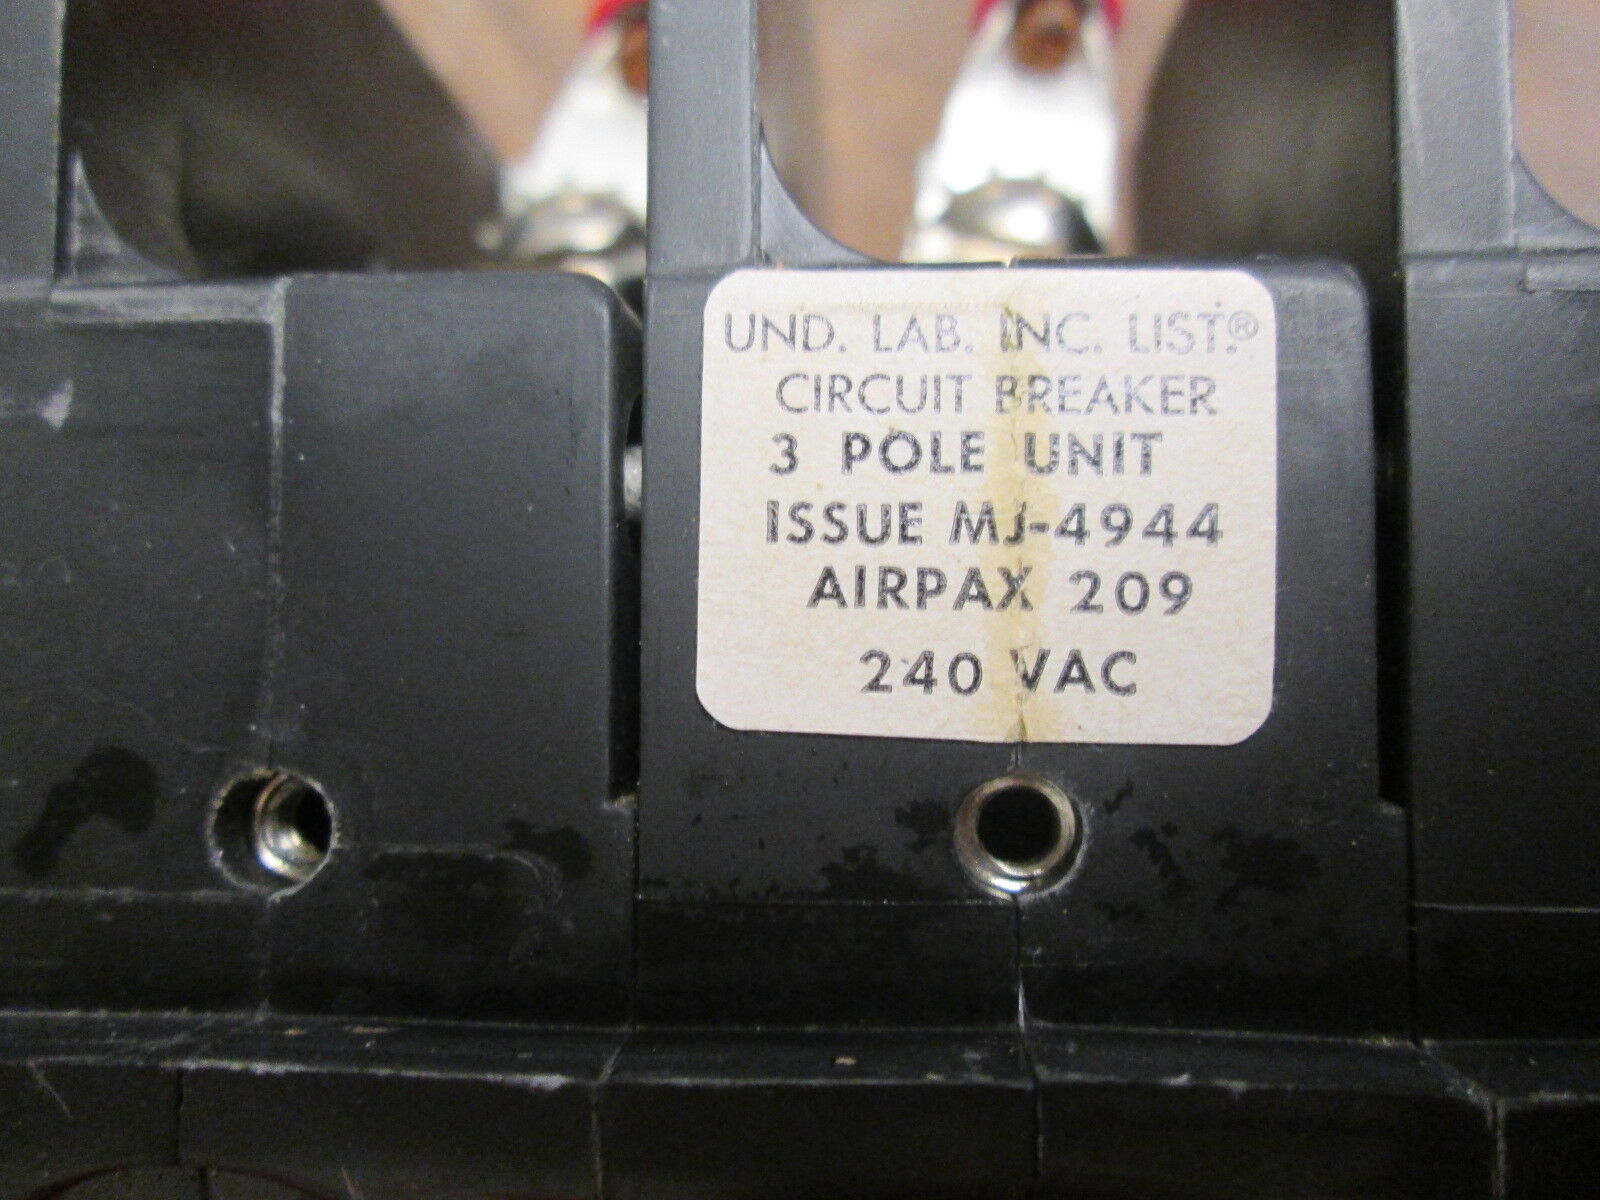 UND. LAB. INC. LIST.®
CIRCUIT BREAKER
3 POLE UNIT
ISSUE MJ-4944
AIRPAX 209
240 VAC